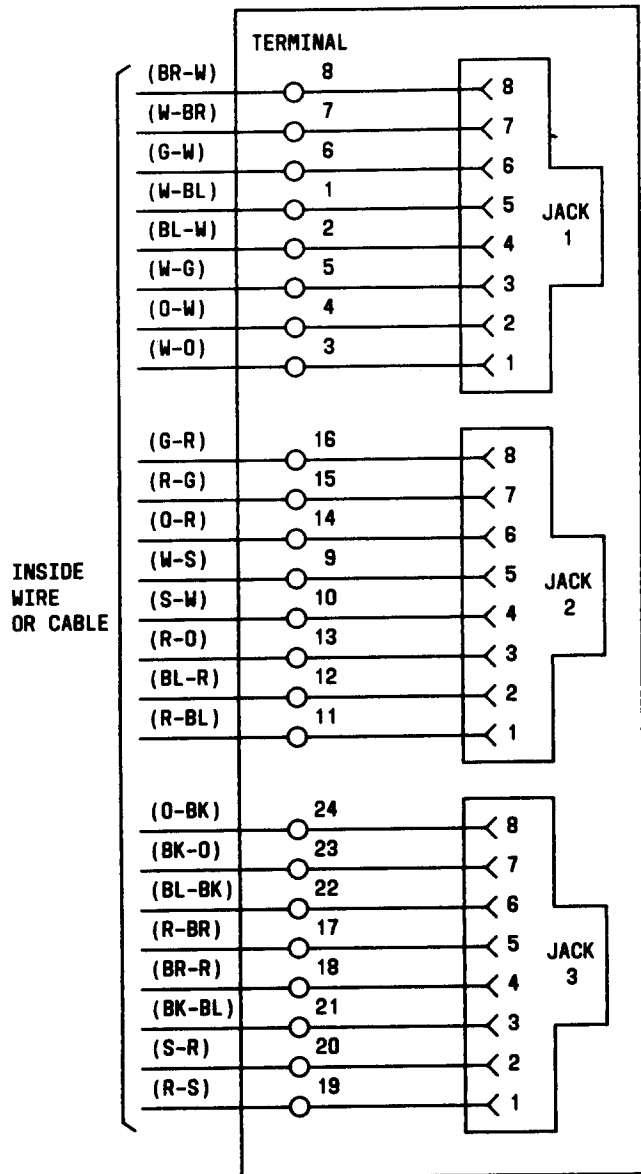 TERMINAL
(BR-W) 8 8
(W-BR) 7 7
(G-W) 6 6
(W-BL) 1 5
(BL-W) 2 4
(W-G) 5 3
(O-W) 4 2
(W-O) 3 1
JACK
1
(G-R) 16 8
(R-G) 15 7
(O-R) 14 6
(W-S) 9 5
(S-W) 10 4
(R-O) 13 3
(BL-R) 12 2
(R-BL) 11 1
JACK
2
INSIDE
WIRE
OR CABLE
(O-BK) 24 8
(BK-O) 23 7
(BL-BK) 22 6
(R-BR) 17 5
(BR-R) 18 4
(BK-BL) 21 3
(S-R) 20 2
(R-S) 19 1
JACK
3